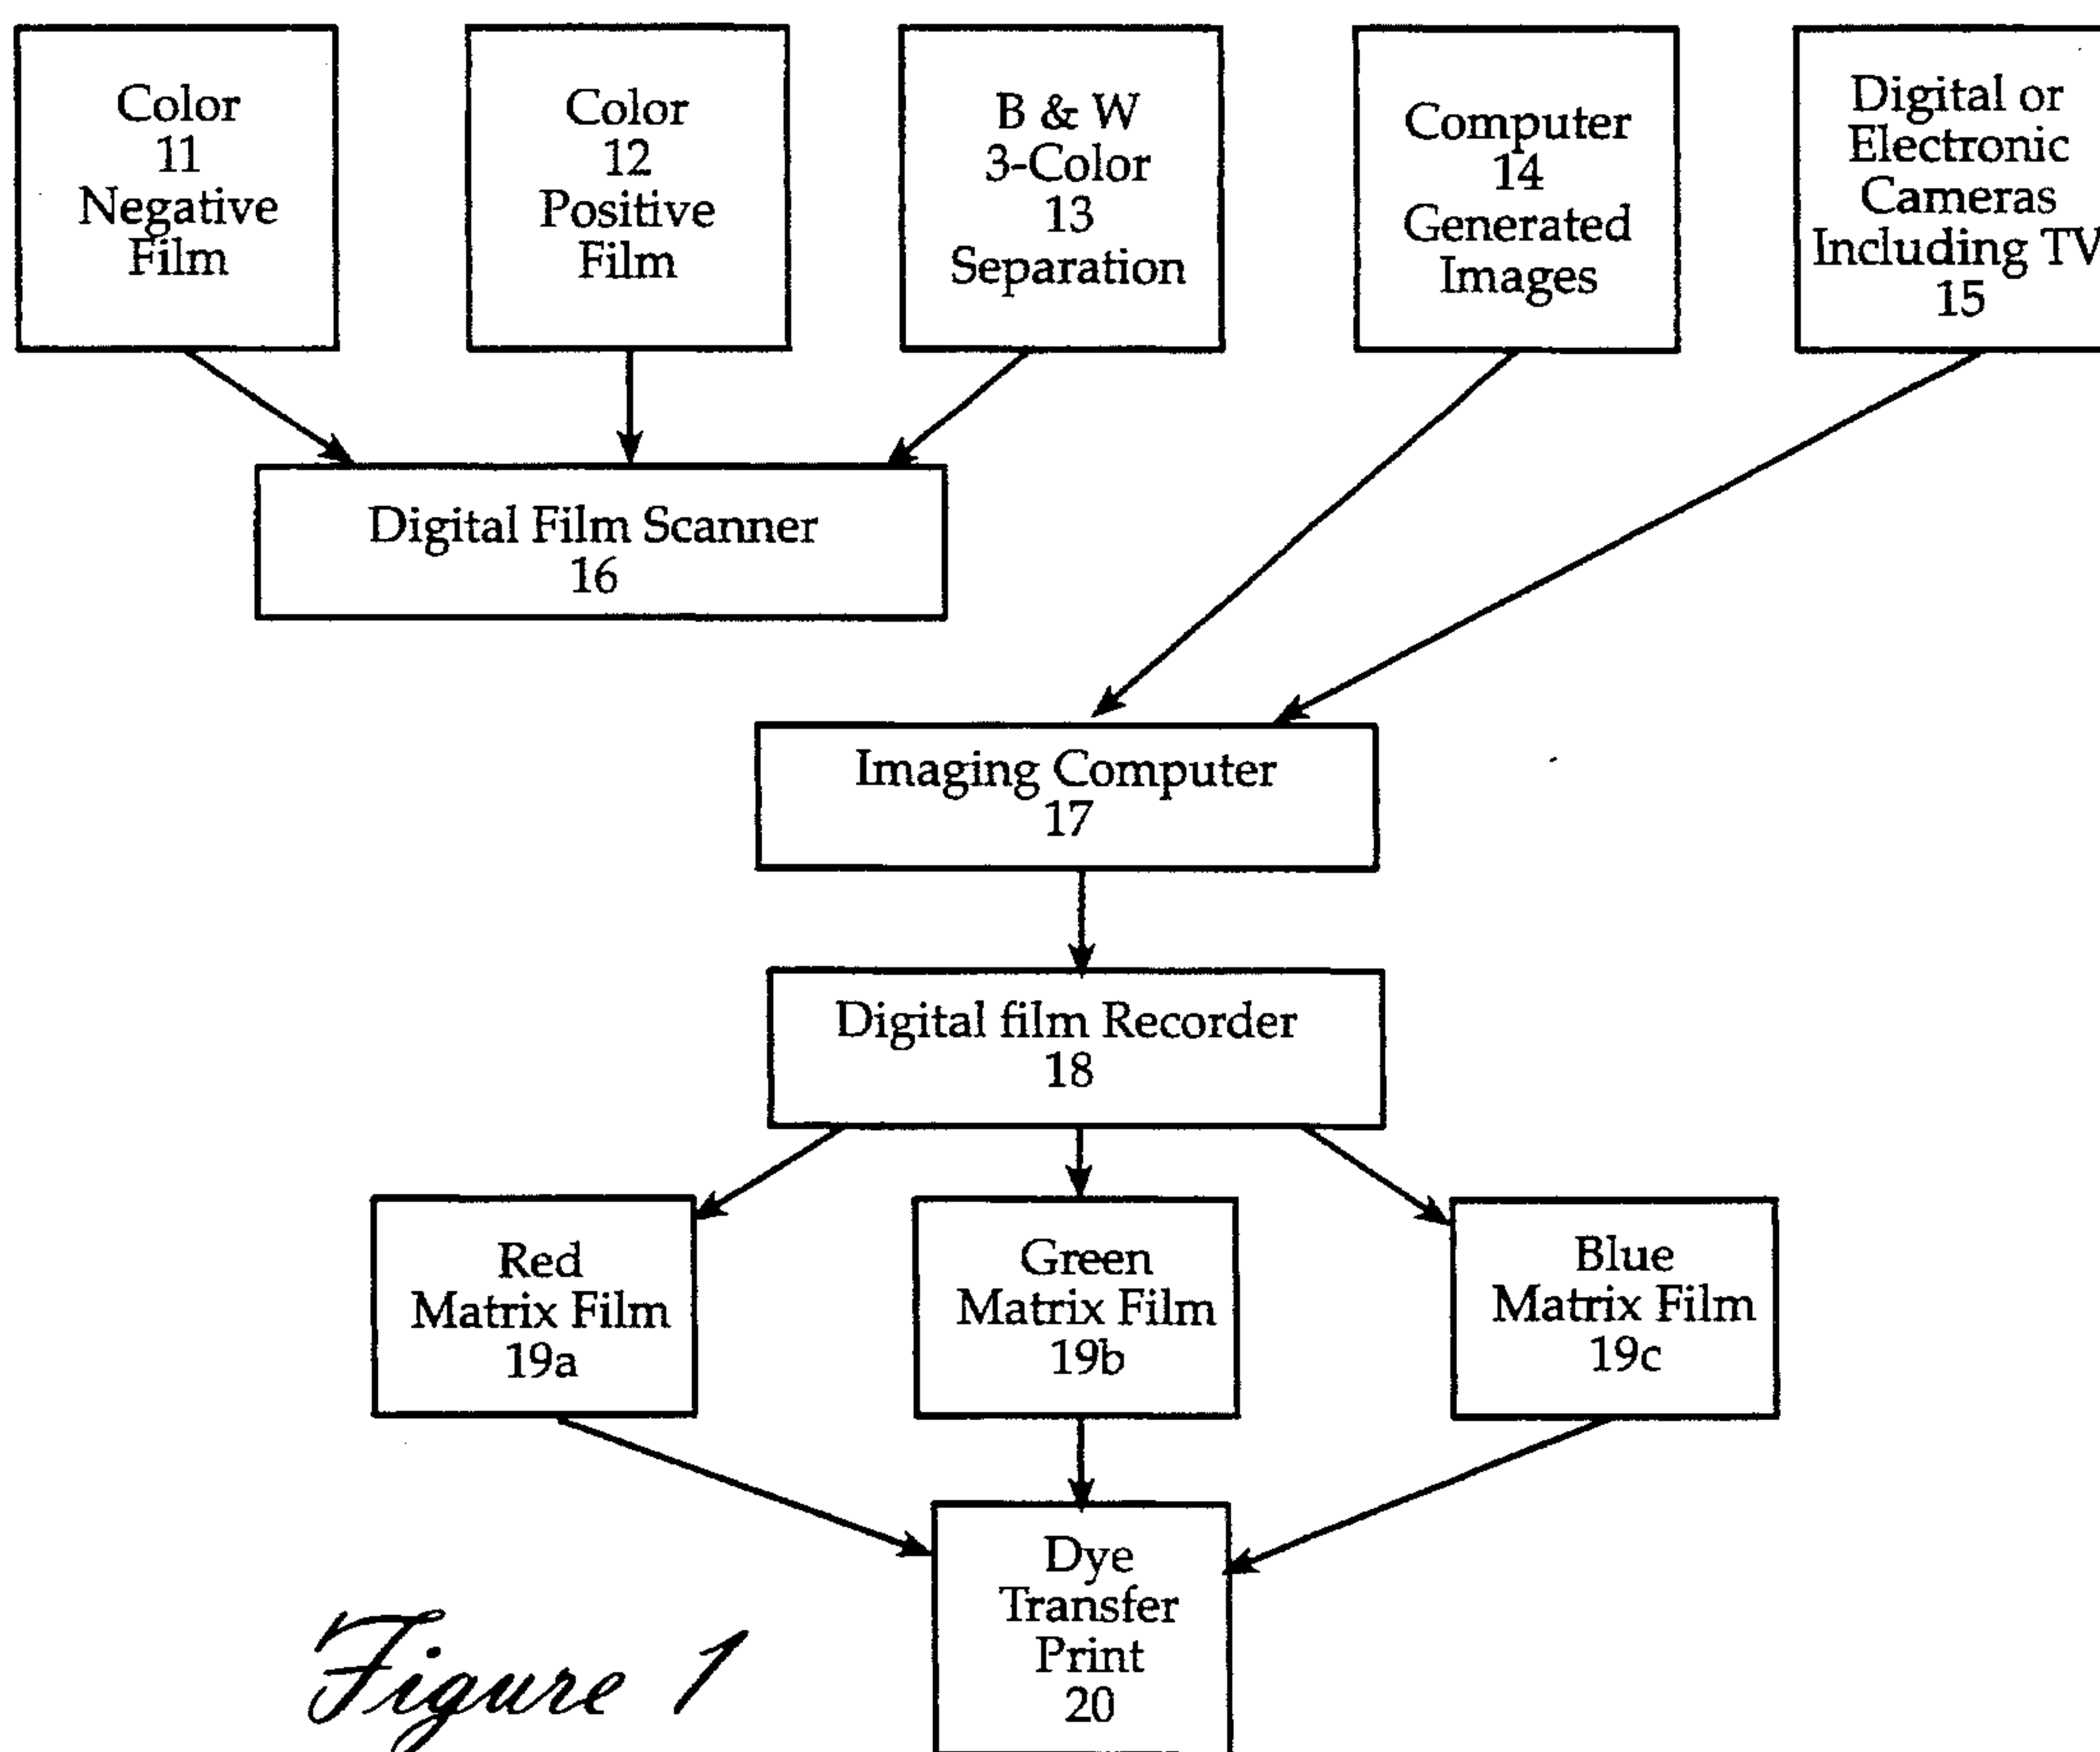 Color
11
Negative
Film
Color
12
Positive
Film
B & W
3-Color
13
Separation
Computer
14
Generated
Images
Digital or
Electronic
Cameras
Including TV
15
Digital Film Scanner
16
Imaging Computer
17
Digital film Recorder
18
Red
Matrix Film
19a
Green
Matrix Film
19b
Blue
Matrix Film
19c
Dye
Transfer
Print
20
Figure 1